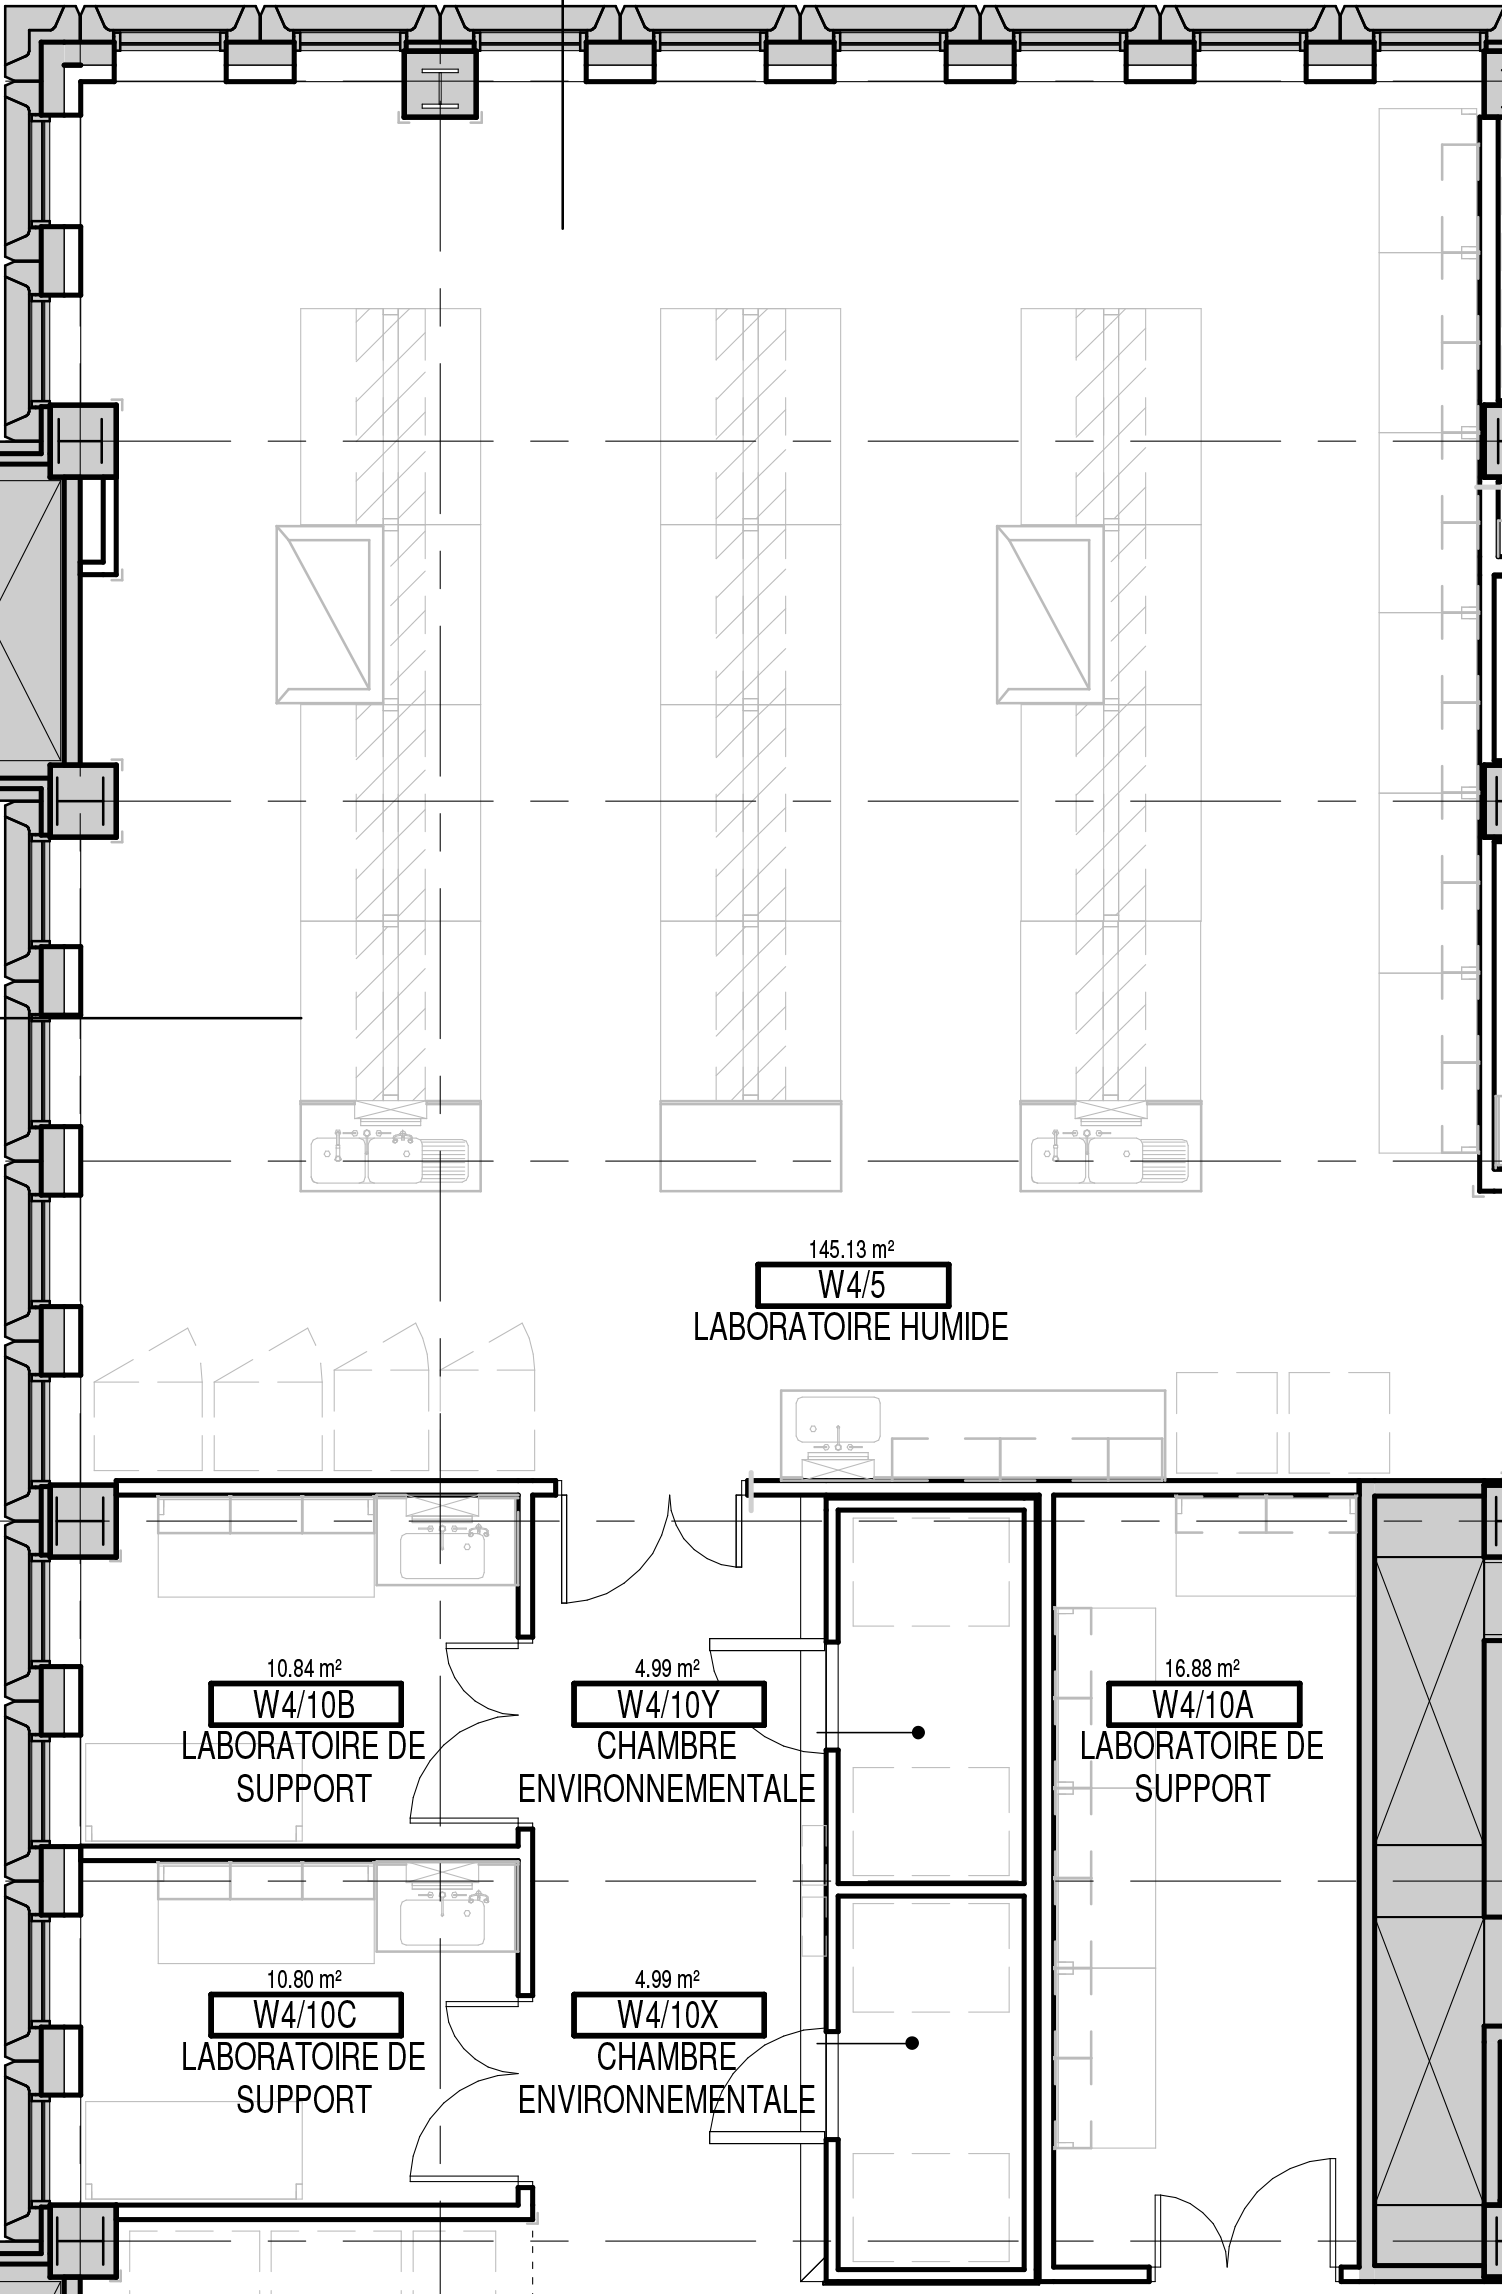 145.13 m²
W4/5
LABORATOIRE HUMIDE
10.84 m²
W4/10B
LABORATOIRE DE
SUPPORT
4.99 m²
W4/10Y
CHAMBRE
ENVIRONNEMENTALE
16.88 m²
W4/10A
LABORATOIRE DE
SUPPORT
10.80 m²
W4/10C
LABORATOIRE DE
SUPPORT
4.99 m²
W4/10X
CHAMBRE
ENVIRONNEMENTALE